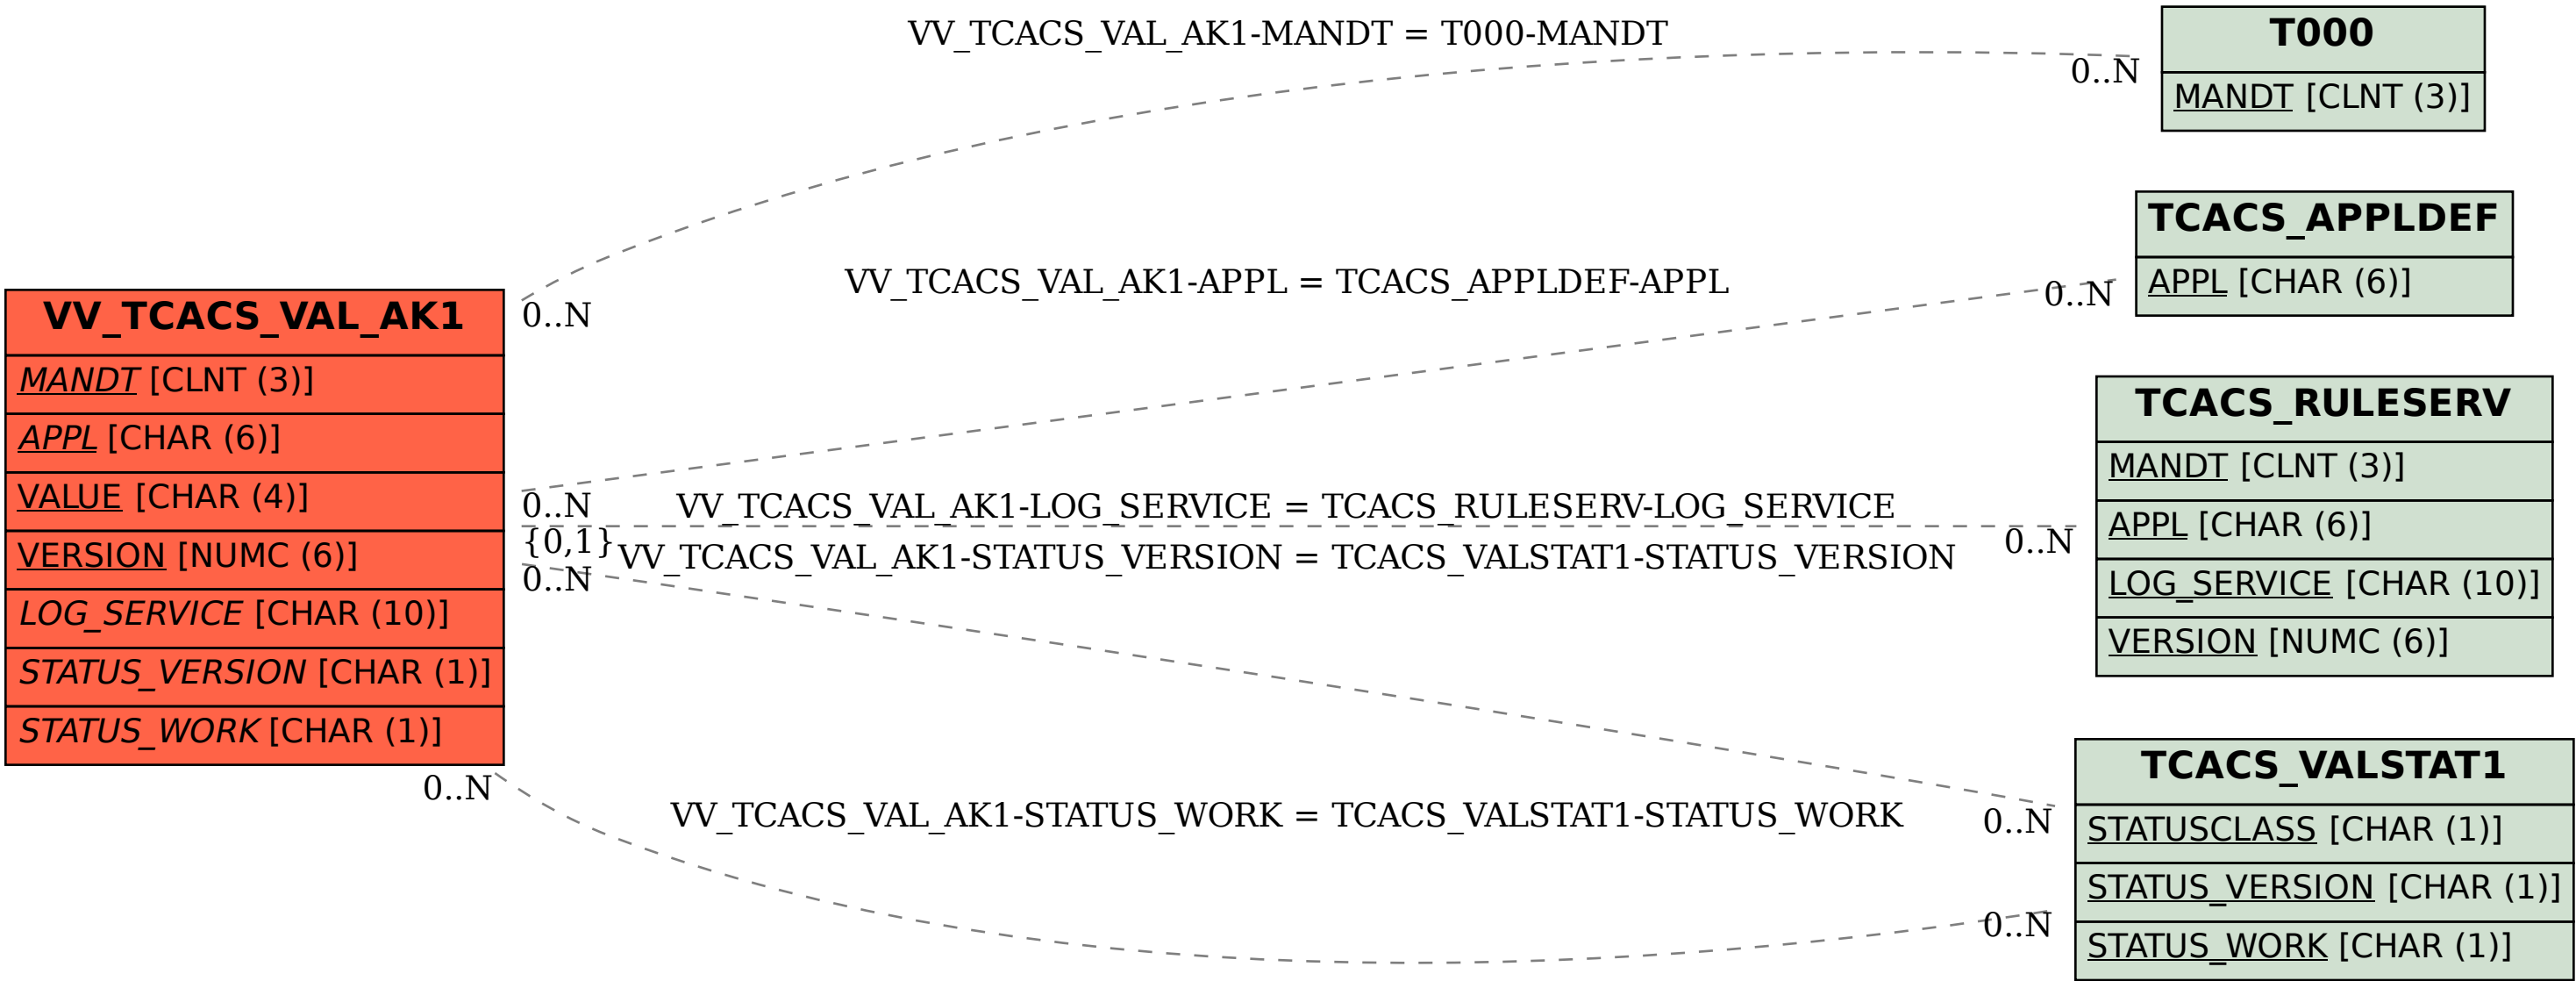 VV_TCACS_VAL_AK1-MANDT = T000-MANDT
0..N
0..N
T000
MANDT [CLNT (3)]
VV_TCACS_VAL_AK1-APPL = TCACS_APPLDEF-APPL
0..N
0..N
TCACS_APPLDEF
APPL [CHAR (6)]
VV_TCACS_VAL_AK1
MANDT [CLNT (3)]
APPL [CHAR (6)]
VALUE [CHAR (4)]
VERSION [NUMC (6)]
LOG_SERVICE [CHAR (10)]
STATUS_VERSION [CHAR (1)]
STATUS_WORK [CHAR (1)]
VV_TCACS_VAL_AK1-LOG_SERVICE = TCACS_RULESERV-LOG_SERVICE
{0,1}
0..N
TCACS_RULESERV
MANDT [CLNT (3)]
APPL [CHAR (6)]
LOG_SERVICE [CHAR (10)]
VERSION [NUMC (6)]
VV_TCACS_VAL_AK1-STATUS_VERSION = TCACS_VALSTAT1-STATUS_VERSION
0..N
0..N
VV_TCACS_VAL_AK1-STATUS_WORK = TCACS_VALSTAT1-STATUS_WORK
0..N
0..N
TCACS_VALSTAT1
STATUSCLASS [CHAR (1)]
STATUS_VERSION [CHAR (1)]
STATUS_WORK [CHAR (1)]